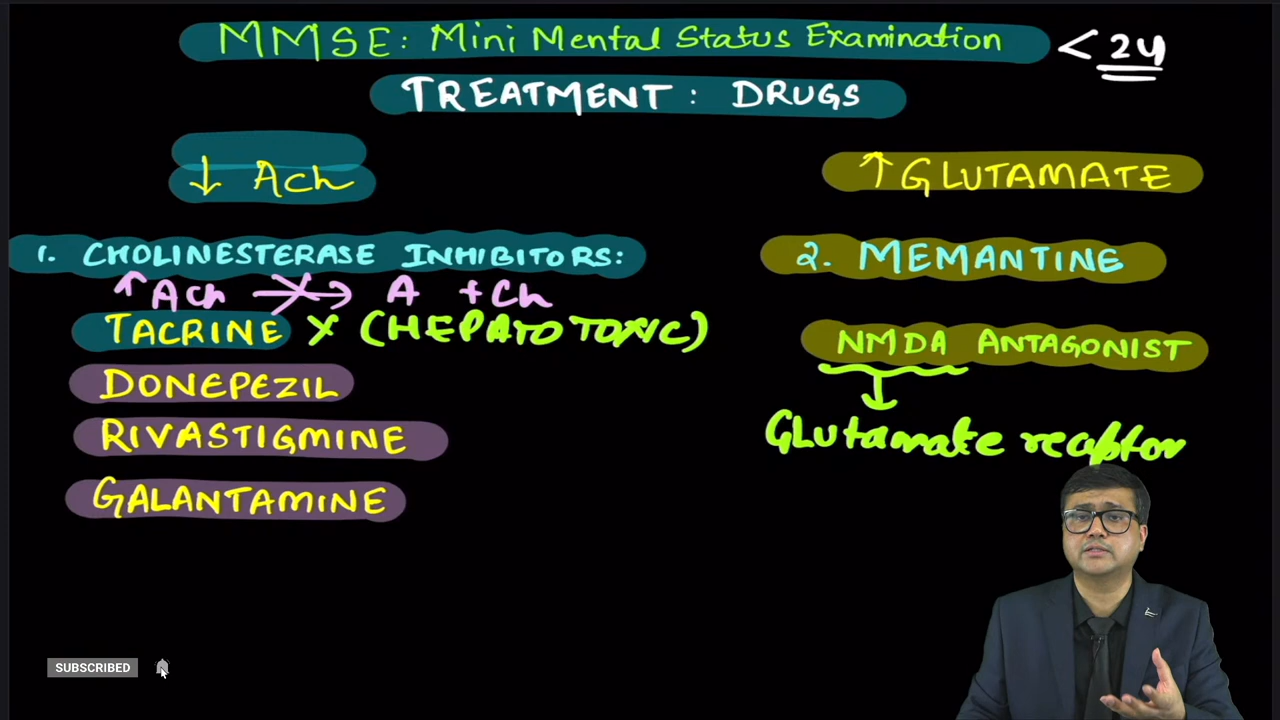 MMSE: Mini Mental Status Examination < 24
TREATMENT: DRUGS
↓ Ach
↑ GLUTAMATE
1. CHOLINESTERASE INHIBITORS:
2. MEMANTINE
↑ Ach → A + Ch
TACRINE X (HEPATOTOXIC)
NMDA ANTAGONIST
DONEPEZIL
RIVASTIGMINE
Glutamate receptor
GALANTAMINE
SUBSCRIBED